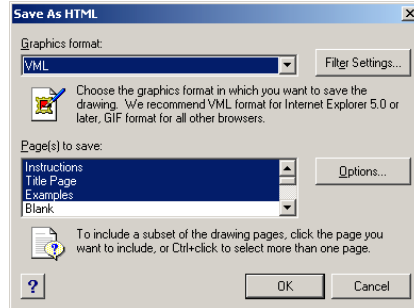 Save As HTML
Graphics format:
VML
Filter Settings...
Choose the graphics format in which you want to save the
drawing. We recommend VML format for Internet Explorer 5.0 or
later, GIF format for all other browsers.
Page(s) to save:
Instructions
Title Page
Examples
Blank
Options...
To include a subset of the drawing pages, click the page you
want to include, or Ctrl+click to select more than one page.
?
OK
Cancel